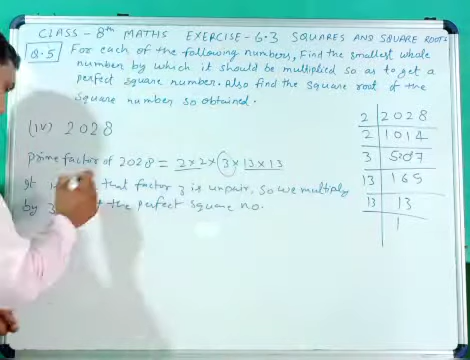 CLASS - 8th MATHS EXERCISE - 6.3 SQUARES AND SQUARE ROOTS
Q.5 For each of the following numbers, Find the smallest whole
number by which it should be multiplied so as to get a
perfect square number. Also find the square root of the
square number so obtained.
(IV) 2028
Prime factor of 2028 = 2×2×3×13×13
that factor 3 is unpair, so we multiply
by 3 the perfect square no.
2 | 2028
2 | 1014
3 | 507
13 | 169
13 | 13
| 1